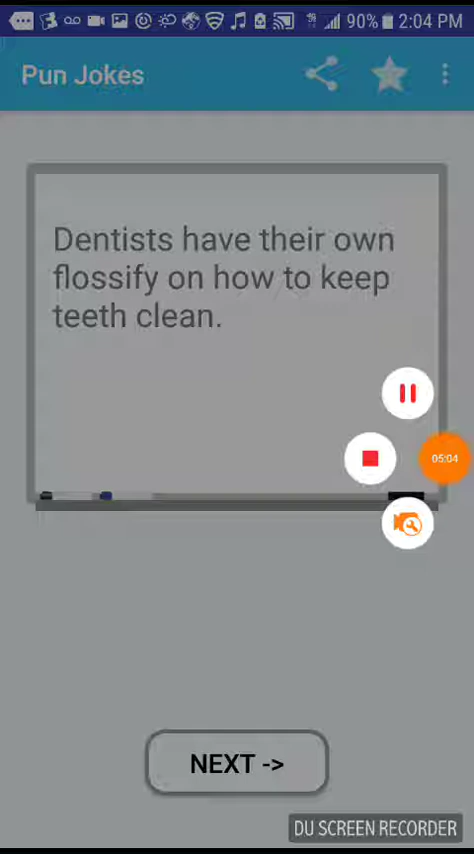 90% 2:04 PM
Pun Jokes
Dentists have their own
flossify on how to keep
teeth clean.
05:04
NEXT ->
DU SCREEN RECORDER